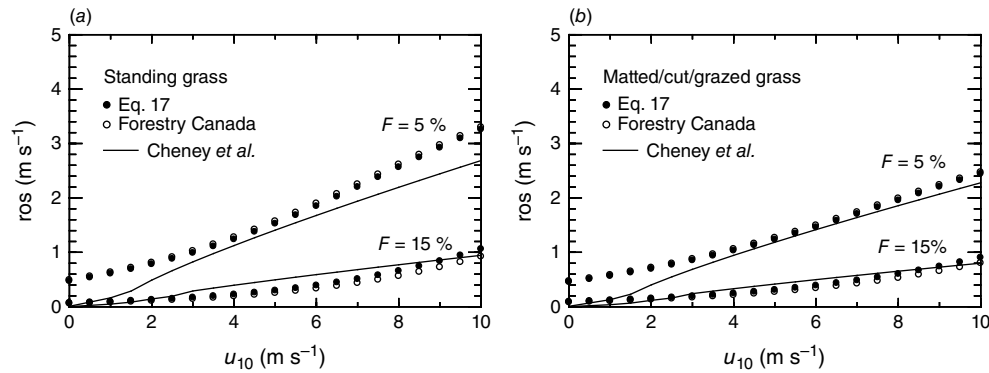 (a)
5
4
3
2
1
0
ros (m s⁻¹)
Standing grass
Eq. 17
Forestry Canada
Cheney et al.
F = 5 %
F = 15 %
0 2 4 6 8 10
u₁₀ (m s⁻¹)
(b)
5
4
3
2
1
0
ros (m s⁻¹)
Matted/cut/grazed grass
Eq. 17
Forestry Canada
Cheney et al.
F = 5 %
F = 15%
0 2 4 6 8 10
u₁₀ (m s⁻¹)